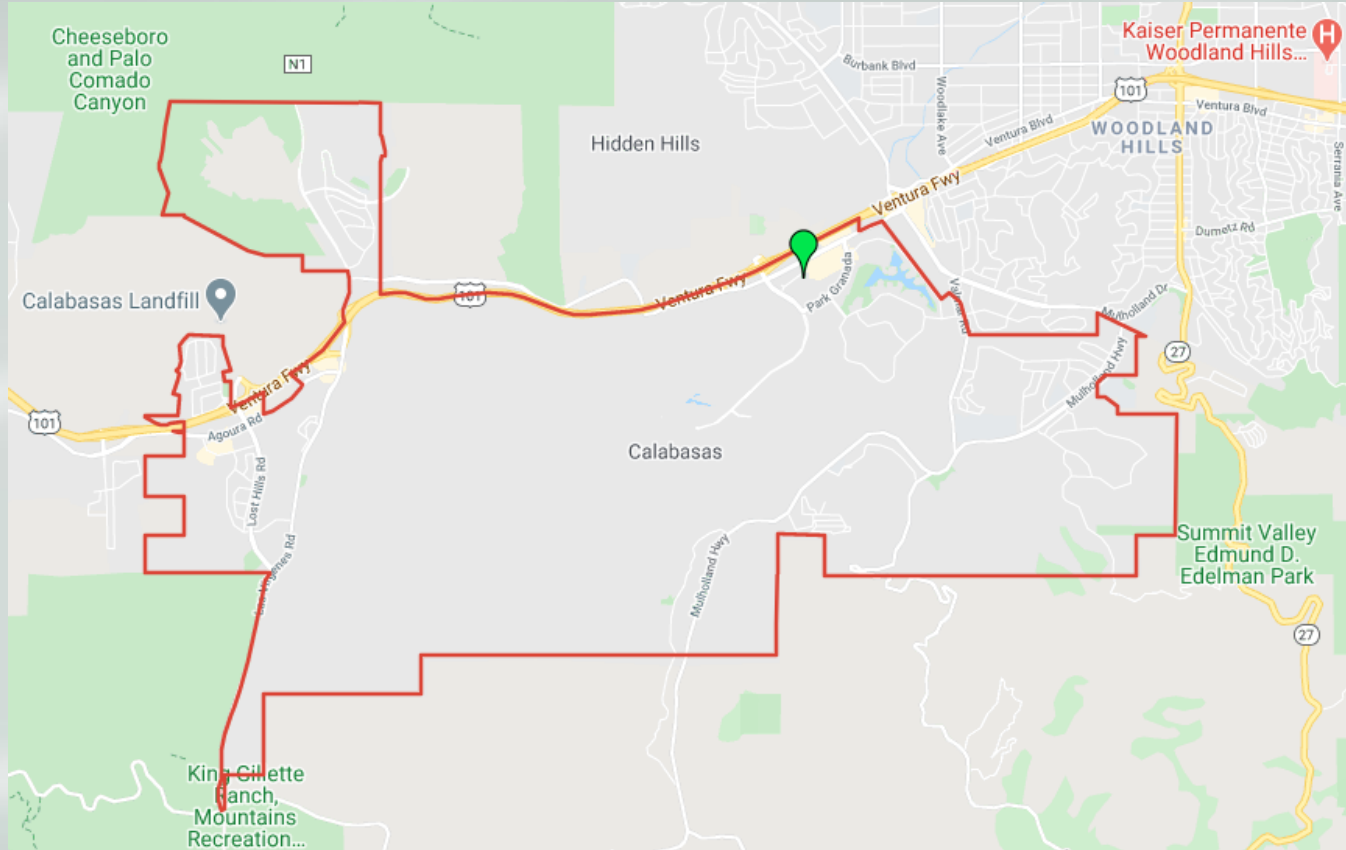 Cheeseboro
and Palo
Comado
Canyon
N1
Kaiser Permanente
Woodland Hills...
H
Burbank Blvd
Woodlake Ave
101
Ventura Blvd
Ventura Blvd
WOODLAND
HILLS
Serrania Ave
Hidden Hills
Ventura Fwy
Dumetz Rd
Calabasas Landfill
101
Ventura Fwy
Park Granada
Valmar Rd
Mulholland Dr
27
Mulholland Hwy
Ventura Fwy
101
Agoura Rd
Lost Hills Rd
Calabasas
Las Virgenes Rd
Mulholland Hwy
Summit Valley
Edmund D.
Edelman Park
27
King Gillette
Ranch,
Mountains
Recreation...